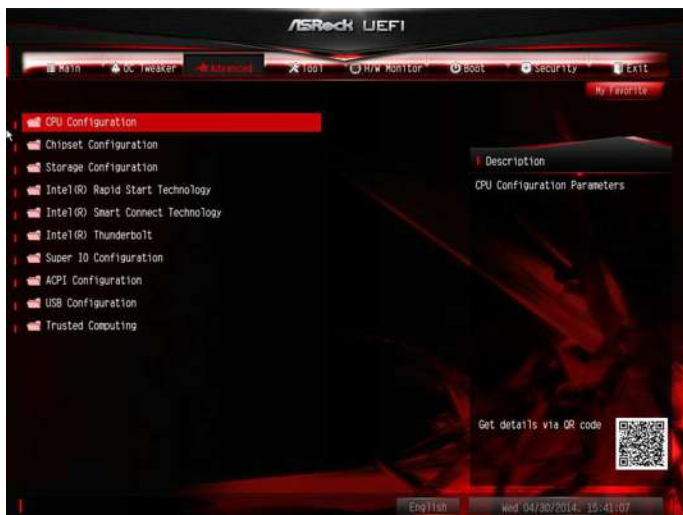 ASRock UEFI
Main OC Tweaker Advanced Tool H/W Monitor Boot Security Exit
My Favorite
CPU Configuration
Chipset Configuration
Storage Configuration
Intel(R) Rapid Start Technology
Intel(R) Smart Connect Technology
Intel(R) Thunderbolt
Super IO Configuration
ACPI Configuration
USB Configuration
Trusted Computing
Description
CPU Configuration Parameters
Get details via QR code
English
Wed 04/30/2014, 15:41:07